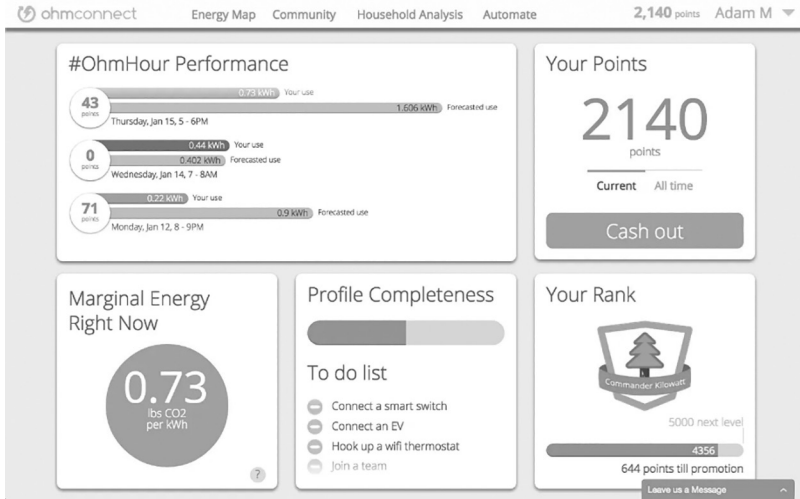 ohmconnect
Energy Map Community Household Analysis Automate
2,140 points Adam M
#OhmHour Performance
43 points
0.73 kWh Your use
1.606 kWh Forecasted use
Thursday, Jan 15, 5 - 6PM
0 points
0.44 kWh Your use
0.402 kWh Forecasted use
Wednesday, Jan 14, 7 - 8AM
71 points
0.22 kWh Your use
0.9 kWh Forecasted use
Monday, Jan 12, 8 - 9PM
Your Points
2140
points
Current All time
Cash out
Marginal Energy
Right Now
0.73
lbs CO2
per kWh
?
Profile Completeness
To do list
Connect a smart switch
Connect an EV
Hook up a wifi thermostat
Join a team
Your Rank
Commander Kilowatt
5000 next level
4356
644 points till promotion
Leave us a Message